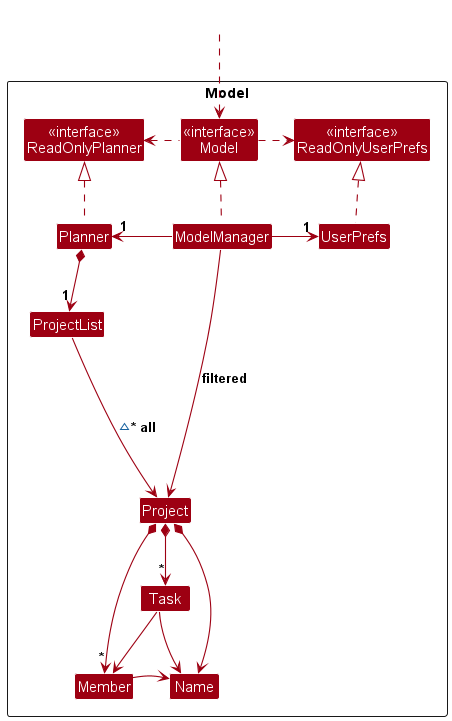 Model
«interface»
ReadOnlyPlanner
«interface»
Model
«interface»
ReadOnlyUserPrefs
Planner
1
ModelManager
1
UserPrefs
1
ProjectList
filtered
△* all
Project
*
Task
*
Member
Name